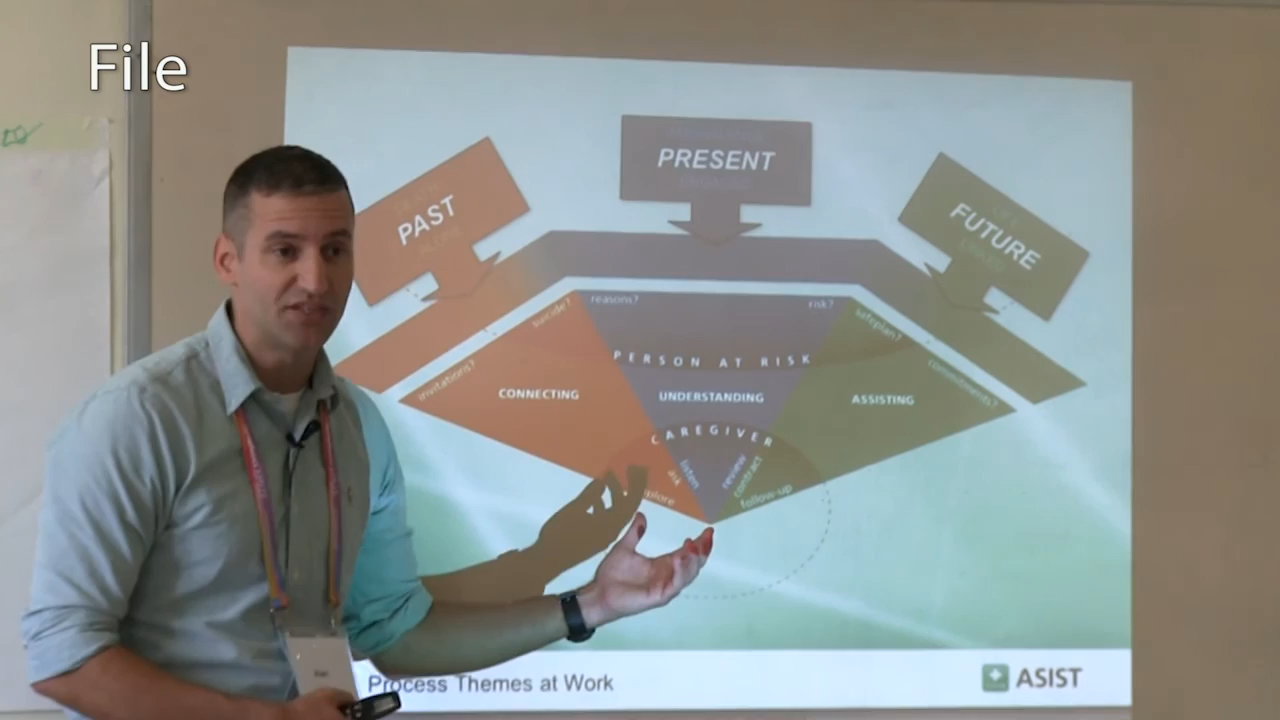 File
PAST
PRESENT
FUTURE
invitations?
suicide?
reasons?
risk?
safeplan?
commitments?
PERSON AT RISK
CONNECTING
UNDERSTANDING
ASSISTING
CAREGIVER
ask
listen
review
contract
follow-up
Process Themes at Work
ASIST